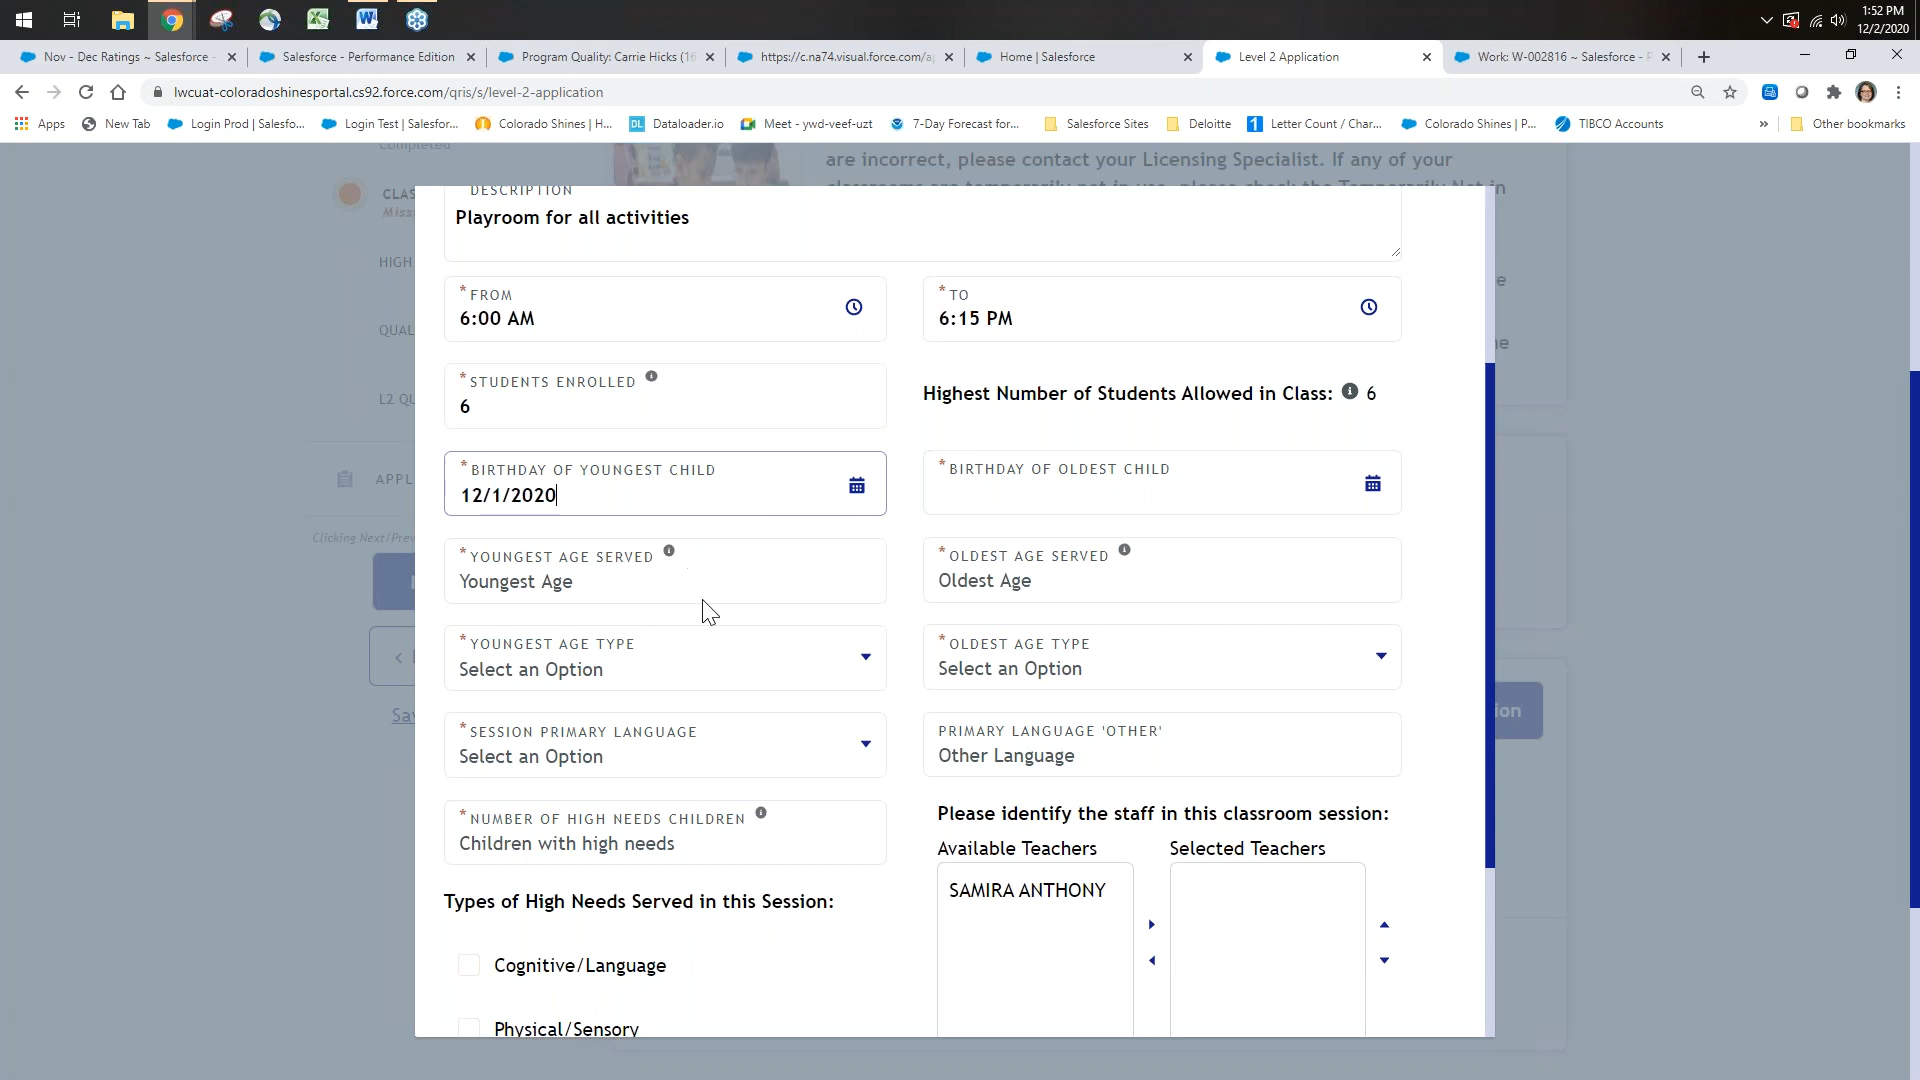 1:52 PM
12/2/2020
Nov - Dec Ratings ~ Salesforce -
Salesforce - Performance Edition
Program Quality: Carrie Hicks (16
https://c.na74.visual.force.com/a
Home | Salesforce
Level 2 Application
Work: W-002816 ~ Salesforce - P
lwcuat-coloradoshinesportal.cs92.force.com/qris/s/level-2-application
Apps
New Tab
Login Prod | Salesfo...
Login Test | Salesfor...
Colorado Shines | H...
DL Dataloader.io
Meet - ywd-veef-uzt
7-Day Forecast for...
Salesforce Sites
Deloitte
1 Letter Count / Char...
Colorado Shines | P...
TIBCO Accounts
»
Other bookmarks
Completed
are incorrect, please contact your Licensing Specialist. If any of your
classrooms are temporarily not in use, please check the Temporarily Not in
CLAS
Miss
HIGH
QUAL
L2 QU
APPL
Clicking Next/Prev
Sav
ion
DESCRIPTION
Playroom for all activities
* FROM
6:00 AM
* TO
6:15 PM
* STUDENTS ENROLLED
6
Highest Number of Students Allowed in Class: 6
* BIRTHDAY OF YOUNGEST CHILD
12/1/2020
* BIRTHDAY OF OLDEST CHILD
* YOUNGEST AGE SERVED
Youngest Age
* OLDEST AGE SERVED
Oldest Age
* YOUNGEST AGE TYPE
Select an Option
* OLDEST AGE TYPE
Select an Option
* SESSION PRIMARY LANGUAGE
Select an Option
PRIMARY LANGUAGE 'OTHER'
Other Language
* NUMBER OF HIGH NEEDS CHILDREN
Children with high needs
Please identify the staff in this classroom session:
Available Teachers
Selected Teachers
SAMIRA ANTHONY
Types of High Needs Served in this Session:
Cognitive/Language
Physical/Sensory